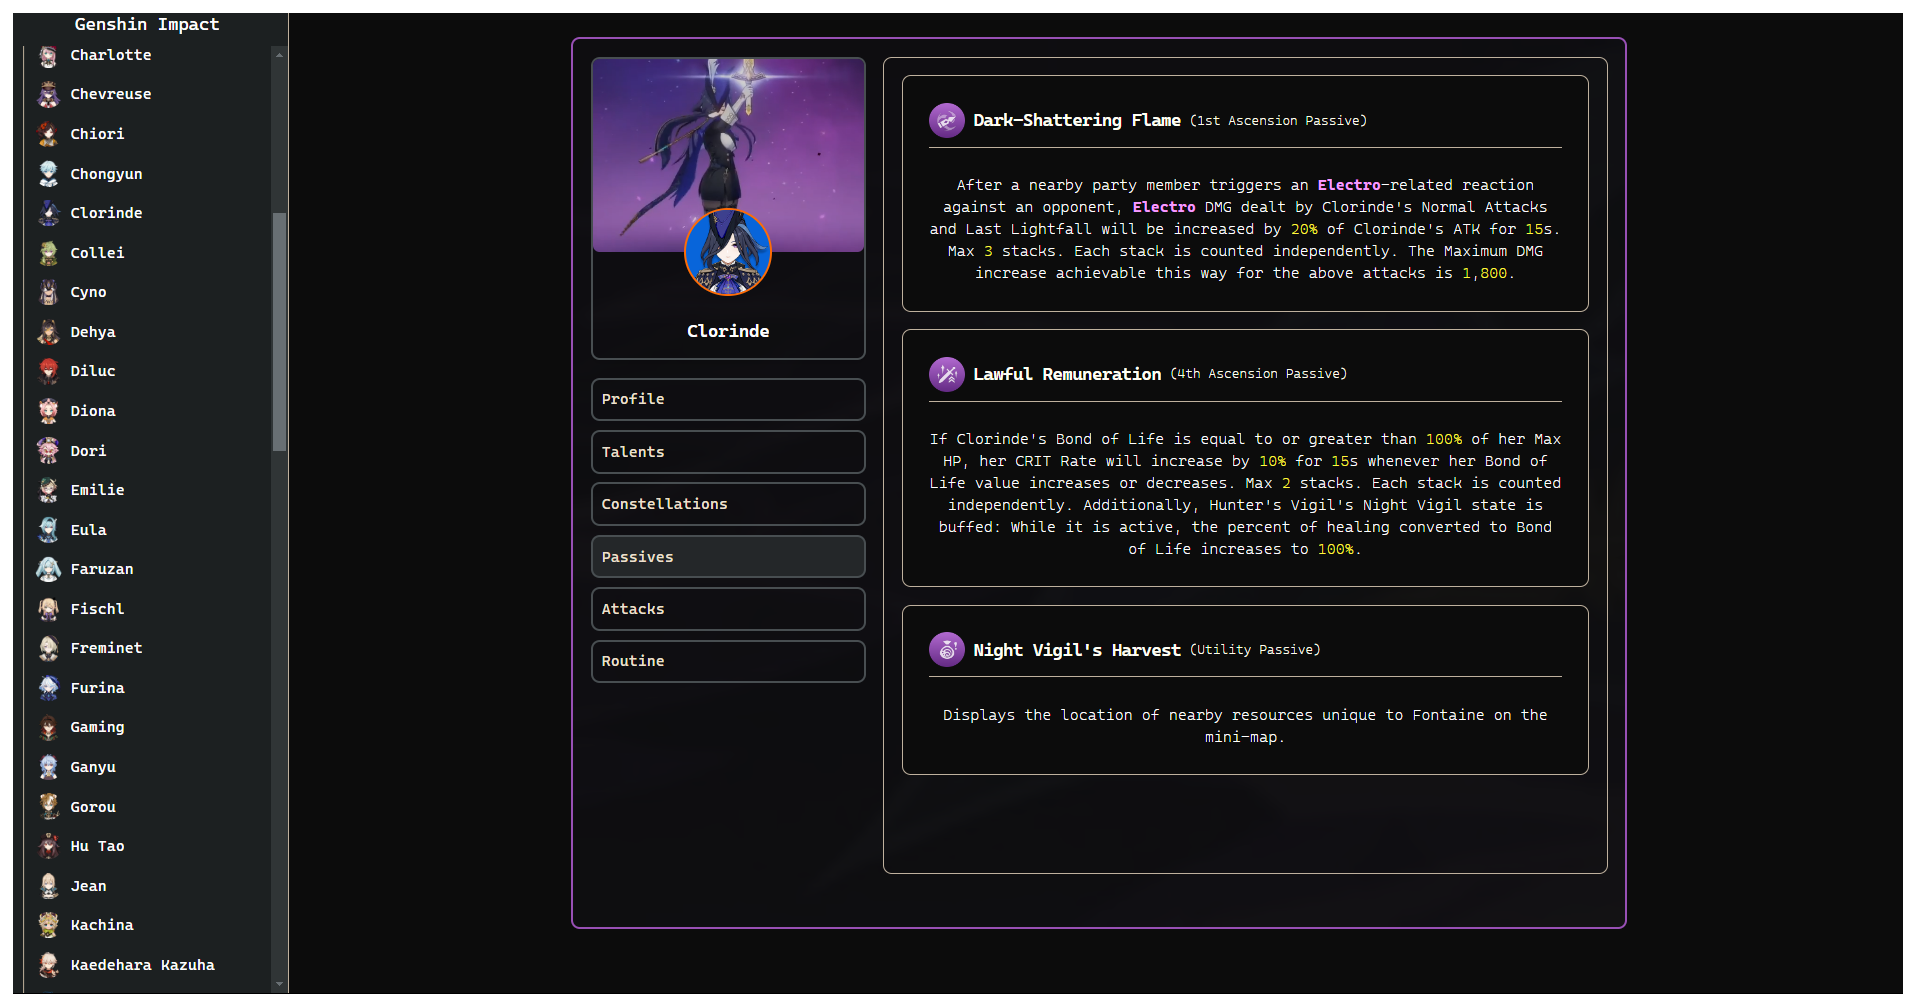 Genshin Impact
Charlotte
Chevreuse
Chiori
Chongyun
Clorinde
Collei
Cyno
Dehya
Diluc
Diona
Dori
Emilie
Eula
Faruzan
Fischl
Freminet
Furina
Gaming
Ganyu
Gorou
Hu Tao
Jean
Kachina
Kaedehara Kazuha
Clorinde
Profile
Talents
Constellations
Passives
Attacks
Routine
Dark-Shattering Flame (1st Ascension Passive)
After a nearby party member triggers an Electro-related reaction
against an opponent, Electro DMG dealt by Clorinde's Normal Attacks
and Last Lightfall will be increased by 20% of Clorinde's ATK for 15s.
Max 3 stacks. Each stack is counted independently. The Maximum DMG
increase achievable this way for the above attacks is 1,800.
Lawful Remuneration (4th Ascension Passive)
If Clorinde's Bond of Life is equal to or greater than 100% of her Max
HP, her CRIT Rate will increase by 10% for 15s whenever her Bond of
Life value increases or decreases. Max 2 stacks. Each stack is counted
independently. Additionally, Hunter's Vigil's Night Vigil state is
buffed: While it is active, the percent of healing converted to Bond
of Life increases to 100%.
Night Vigil's Harvest (Utility Passive)
Displays the location of nearby resources unique to Fontaine on the
mini-map.